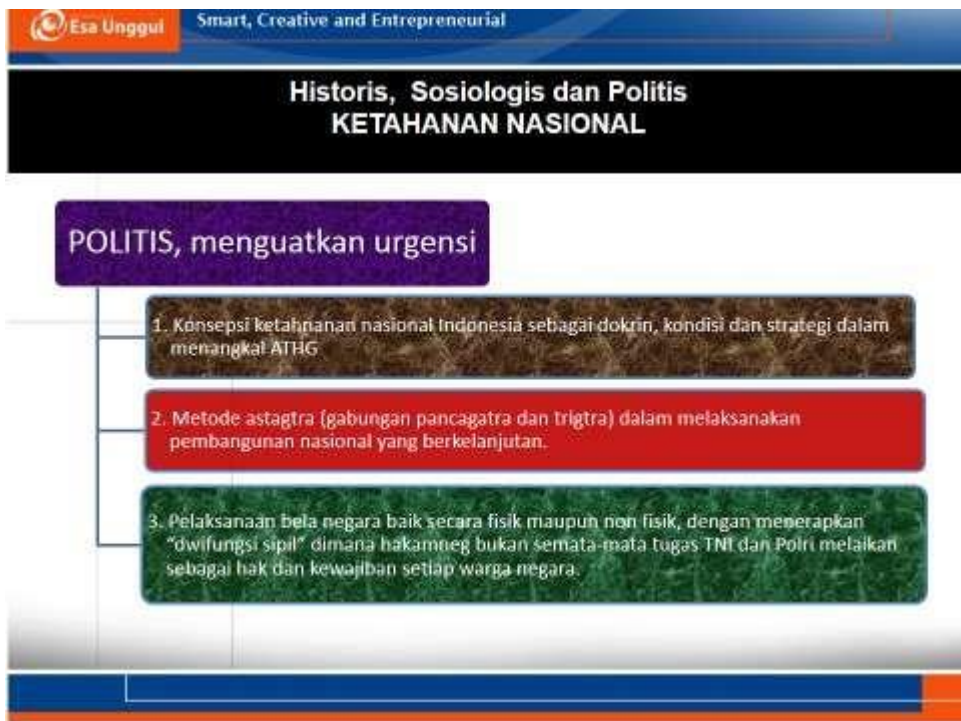 Esa Unggul
Smart, Creative and Entrepreneurial
Historis, Sosiologis dan Politis
KETAHANAN NASIONAL
POLITIS, menguatkan urgensi
1. Konsepsi ketahnanan nasional Indonesia sebagai dokrin, kondisi dan strategi dalam
menangkal ATHG
2. Metode astagtra (gabungan pancagatra dan trigtra) dalam melaksanakan
pembangunan nasional yang berkelanjutan.
3. Pelaksanaan bela negara baik secara fisik maupun non fisik, dengan menerapkan
"dwifungsi sipil" dimana hakamneg bukan semata-mata tugas TNI dan Polri melaikan
sebagai hak dan kewajiban setiap warga negara.